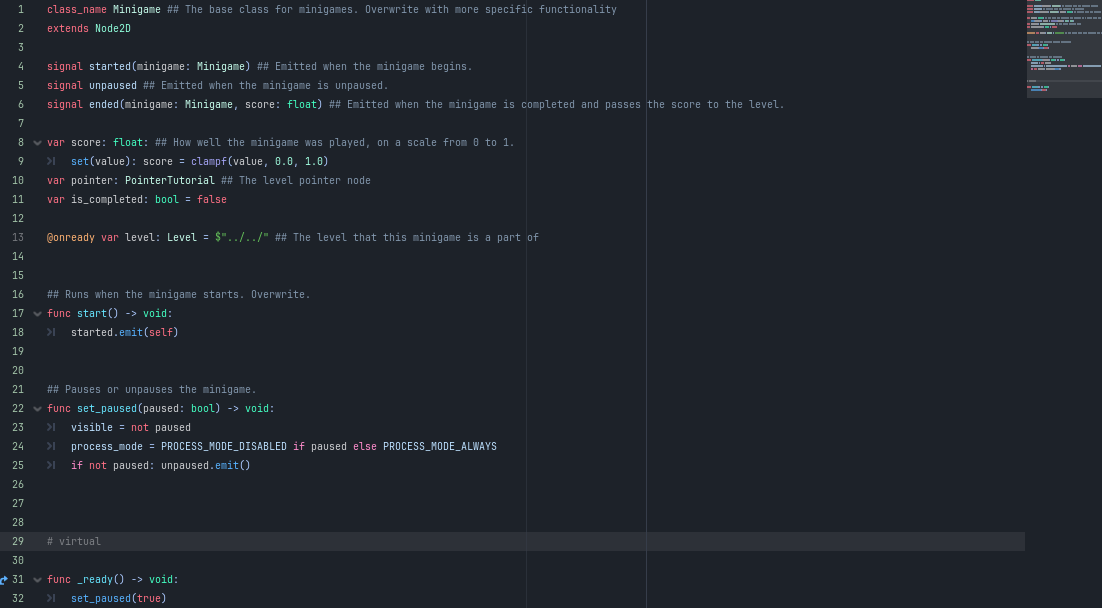 1 class_name Minigame ## The base class for minigames. Overwrite with more specific functionality
2 extends Node2D
3
4 signal started(minigame: Minigame) ## Emitted when the minigame begins.
5 signal unpaused ## Emitted when the minigame is unpaused.
6 signal ended(minigame: Minigame, score: float) ## Emitted when the minigame is completed and passes the score to the level.
7
8 var score: float: ## How well the minigame was played, on a scale from 0 to 1.
9 set(value): score = clampf(value, 0.0, 1.0)
10 var pointer: PointerTutorial ## The level pointer node
11 var is_completed: bool = false
12
13 @onready var level: Level = $"../../" ## The level that this minigame is a part of
14
15
16 ## Runs when the minigame starts. Overwrite.
17 func start() -> void:
18 started.emit(self)
19
20
21 ## Pauses or unpauses the minigame.
22 func set_paused(paused: bool) -> void:
23 visible = not paused
24 process_mode = PROCESS_MODE_DISABLED if paused else PROCESS_MODE_ALWAYS
25 if not paused: unpaused.emit()
26
27
28
29 # virtual
30
31 func _ready() -> void:
32 set_paused(true)